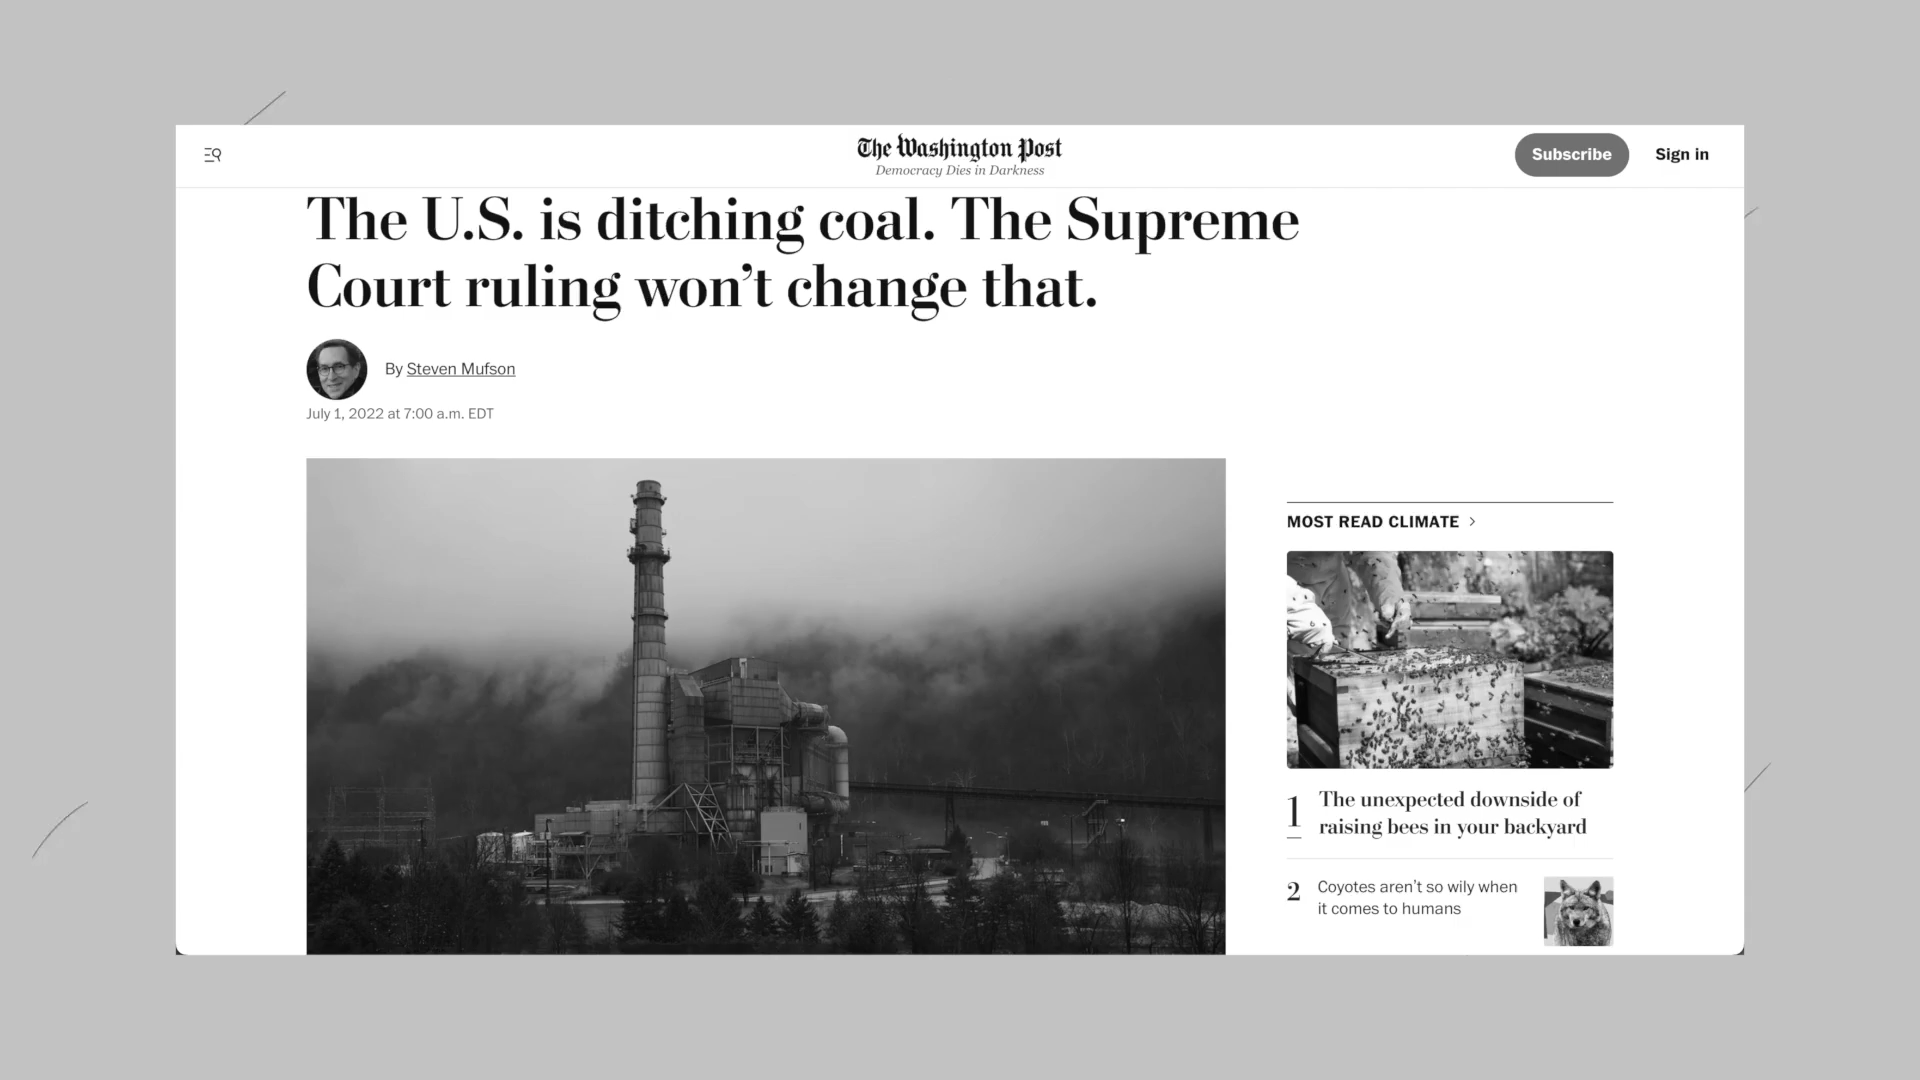 The Washington Post
Democracy Dies in Darkness
Subscribe
Sign in
The U.S. is ditching coal. The Supreme
Court ruling won’t change that.
By Steven Mufson
July 1, 2022 at 7:00 a.m. EDT
MOST READ CLIMATE
1
The unexpected downside of
raising bees in your backyard
2
Coyotes aren’t so wily when
it comes to humans